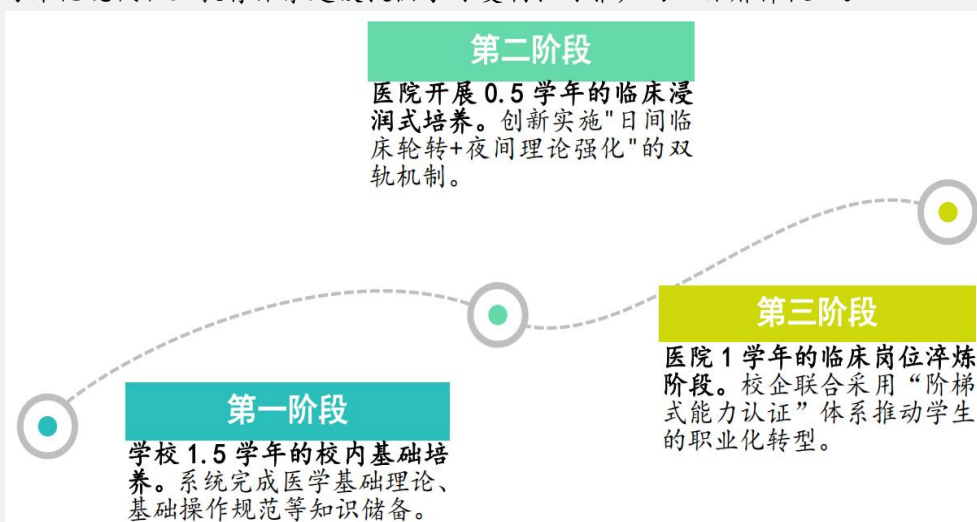 第二阶段
医院开展 0.5 学年的临床浸
润式培养。创新实施"日间临
床轮转+夜间理论强化"的双
轨机制。
第三阶段
医院 1 学年的临床岗位淬炼
阶段。校企联合采用“阶梯
式能力认证”体系推动学生
的职业化转型。
第一阶段
学校 1.5 学年的校内基础培
养。系统完成医学基础理论、
基础操作规范等知识储备。